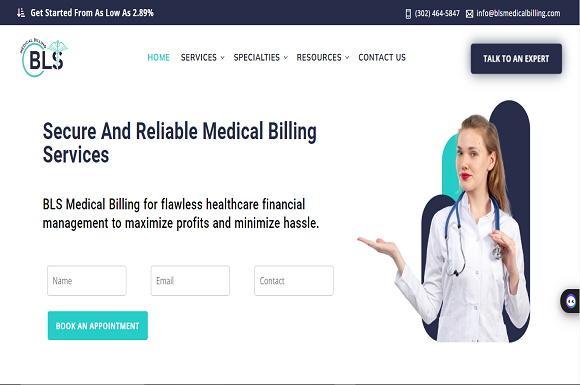 Get Started From As Low As 2.89%
(302) 464-5847
info@blsmedicalbilling.com
MEDICAL BILLING
BLS
HOME
SERVICES
SPECIALTIES
RESOURCES
CONTACT US
TALK TO AN EXPERT
Secure And Reliable Medical Billing
Services
BLS Medical Billing for flawless healthcare financial
management to maximize profits and minimize hassle.
Name
Email
Contact
BOOK AN APPOINTMENT